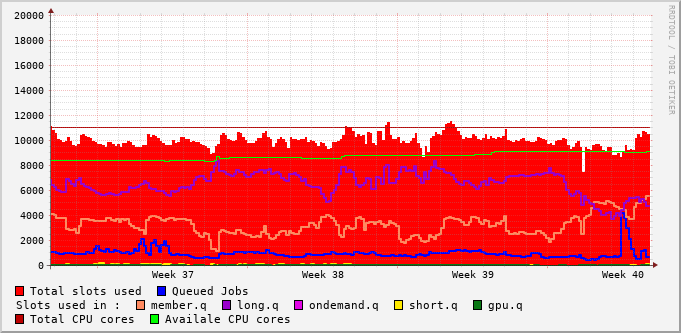 20000
18000
16000
14000
12000
10000
8000
6000
4000
2000
0
Week 37 Week 38 Week 39 Week 40
Total slots used Queued Jobs
Slots used in : member.q long.q ondemand.q short.q gpu.q
Total CPU cores Availale CPU cores
RRDTOOL / TOBI OETIKER